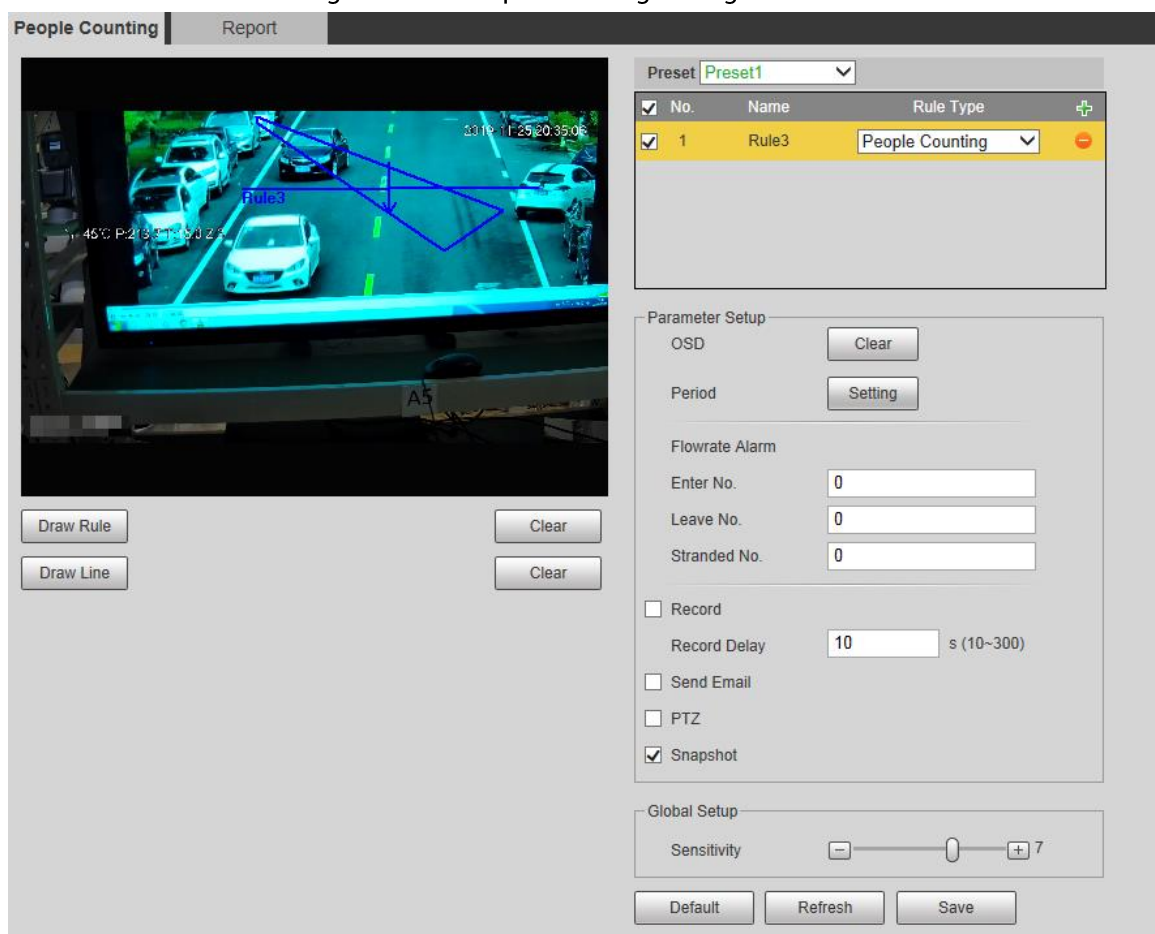 People Counting Report
Preset Preset1
No. Name Rule Type
1 Rule3 People Counting
2019-11-25 20:35:06
Rule3
A5
Draw Rule Clear
Draw Line Clear
Parameter Setup
OSD Clear
Period Setting
Flowrate Alarm
Enter No. 0
Leave No. 0
Stranded No. 0
Record
Record Delay 10 s (10~300)
Send Email
PTZ
Snapshot
Global Setup
Sensitivity 7
Default Refresh Save